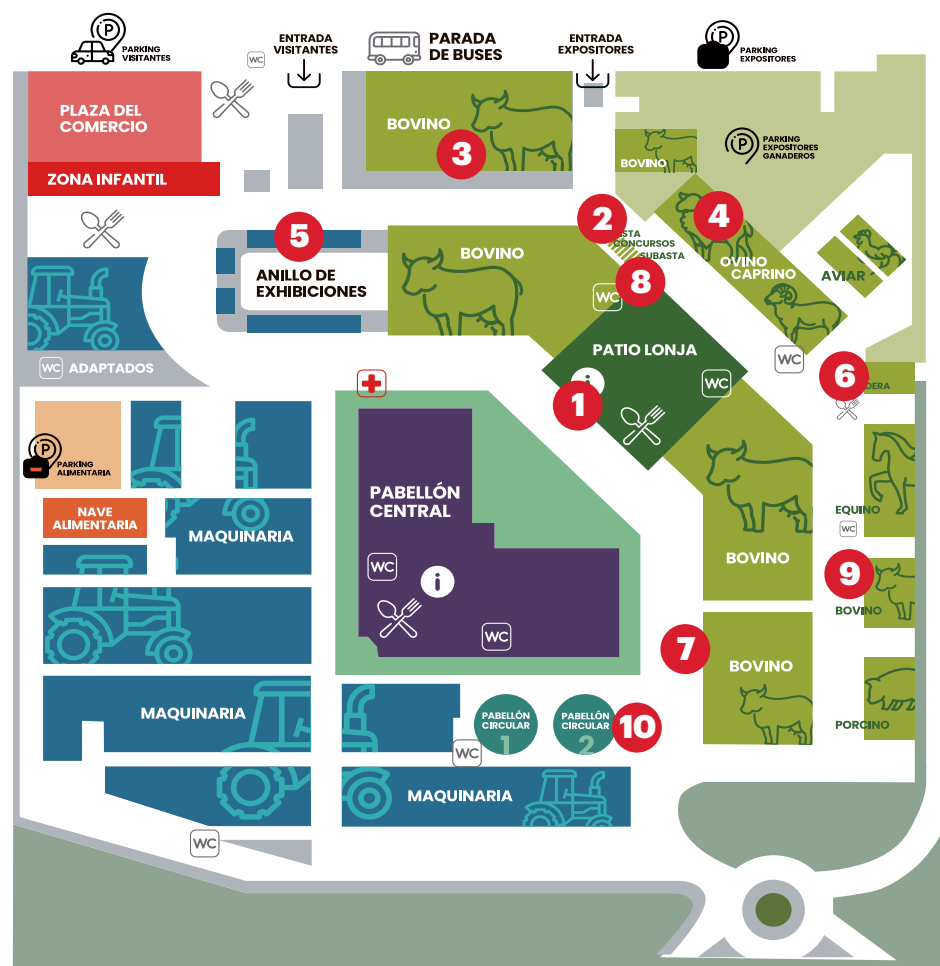 PARKING
VISITANTES
WC
ENTRADA
VISITANTES
PARADA
DE BUSES
ENTRADA
EXPOSITORES
P
PARKING
EXPOSITORES
PLAZA DEL
COMERCIO
ZONA INFANTIL
BOVINO
3
BOVINO
P
PARKING
EXPOSITORES
GANADEROS
5
ANILLO DE
EXHIBICIONES
BOVINO
2
CONCURSOS
SUBASTA
4
OVINO
CAPRINO
AVIAR
8
WC
PATIO LONJA
i
1
WC
WC
6
WC ADAPTADOS
P
PARKING
ALIMENTARIA
NAVE
ALIMENTARIA
MAQUINARIA
PABELLÓN
CENTRAL
WC
i
WC
BOVINO
EQUINO
WC
9
BOVINO
7
BOVINO
PORCINO
MAQUINARIA
PABELLÓN
CIRCULAR
1
PABELLÓN
CIRCULAR
2
10
WC
MAQUINARIA
WC